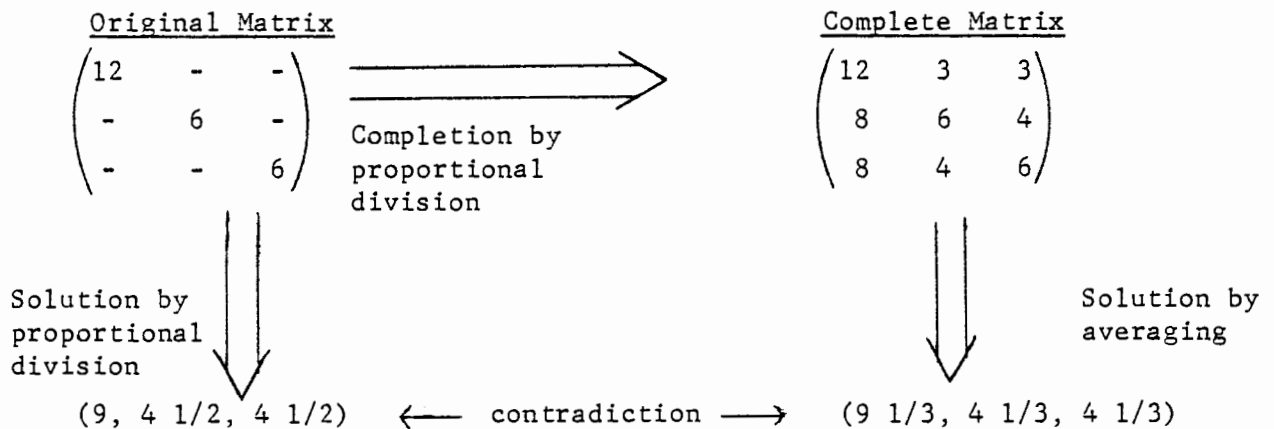 Original Matrix
12 - -
- 6 -
- - 6
Completion by
proportional
division
Complete Matrix
12 3 3
8 6 4
8 4 6
Solution by
proportional
division
Solution by
averaging
(9, 4 1/2, 4 1/2) ← contradiction → (9 1/3, 4 1/3, 4 1/3)